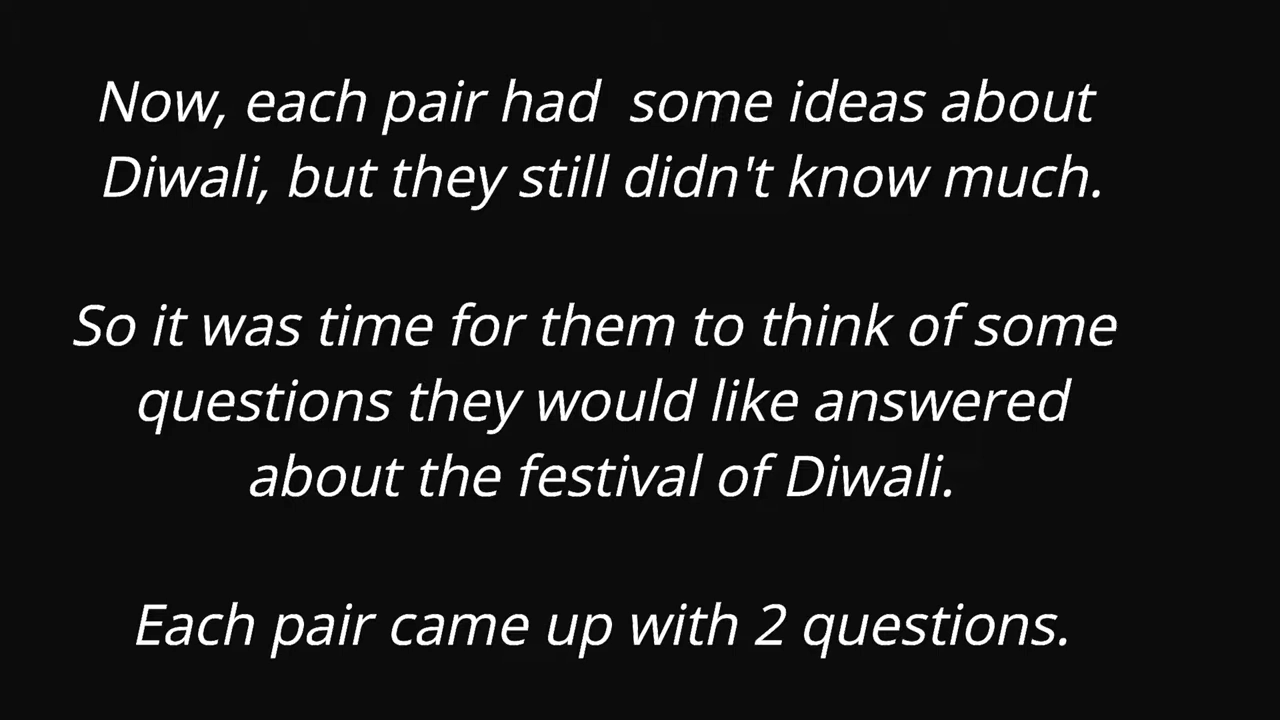 Now, each pair had  some ideas about
Diwali, but they still didn't know much.
So it was time for them to think of some
questions they would like answered
about the festival of Diwali.
Each pair came up with 2 questions.